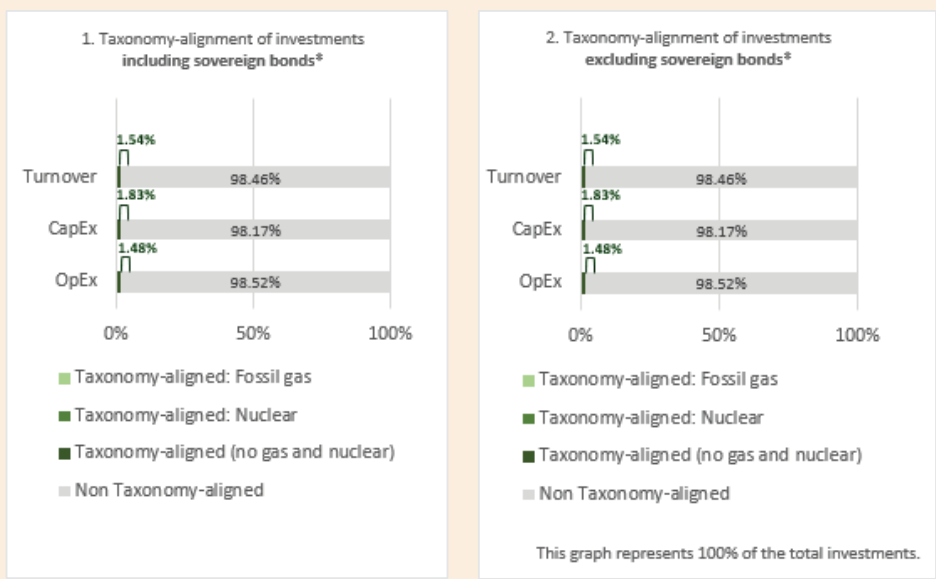 1. Taxonomy-alignment of investments
including sovereign bonds*
1.54%
Turnover
98.46%
1.83%
CapEx
98.17%
1.48%
OpEx
98.52%
0%
50%
100%
Taxonomy-aligned: Fossil gas
Taxonomy-aligned: Nuclear
Taxonomy-aligned (no gas and nuclear)
Non Taxonomy-aligned
2. Taxonomy-alignment of investments
excluding sovereign bonds*
1.54%
Turnover
98.46%
1.83%
CapEx
98.17%
1.48%
OpEx
98.52%
0%
50%
100%
Taxonomy-aligned: Fossil gas
Taxonomy-aligned: Nuclear
Taxonomy-aligned (no gas and nuclear)
Non Taxonomy-aligned
This graph represents 100% of the total investments.